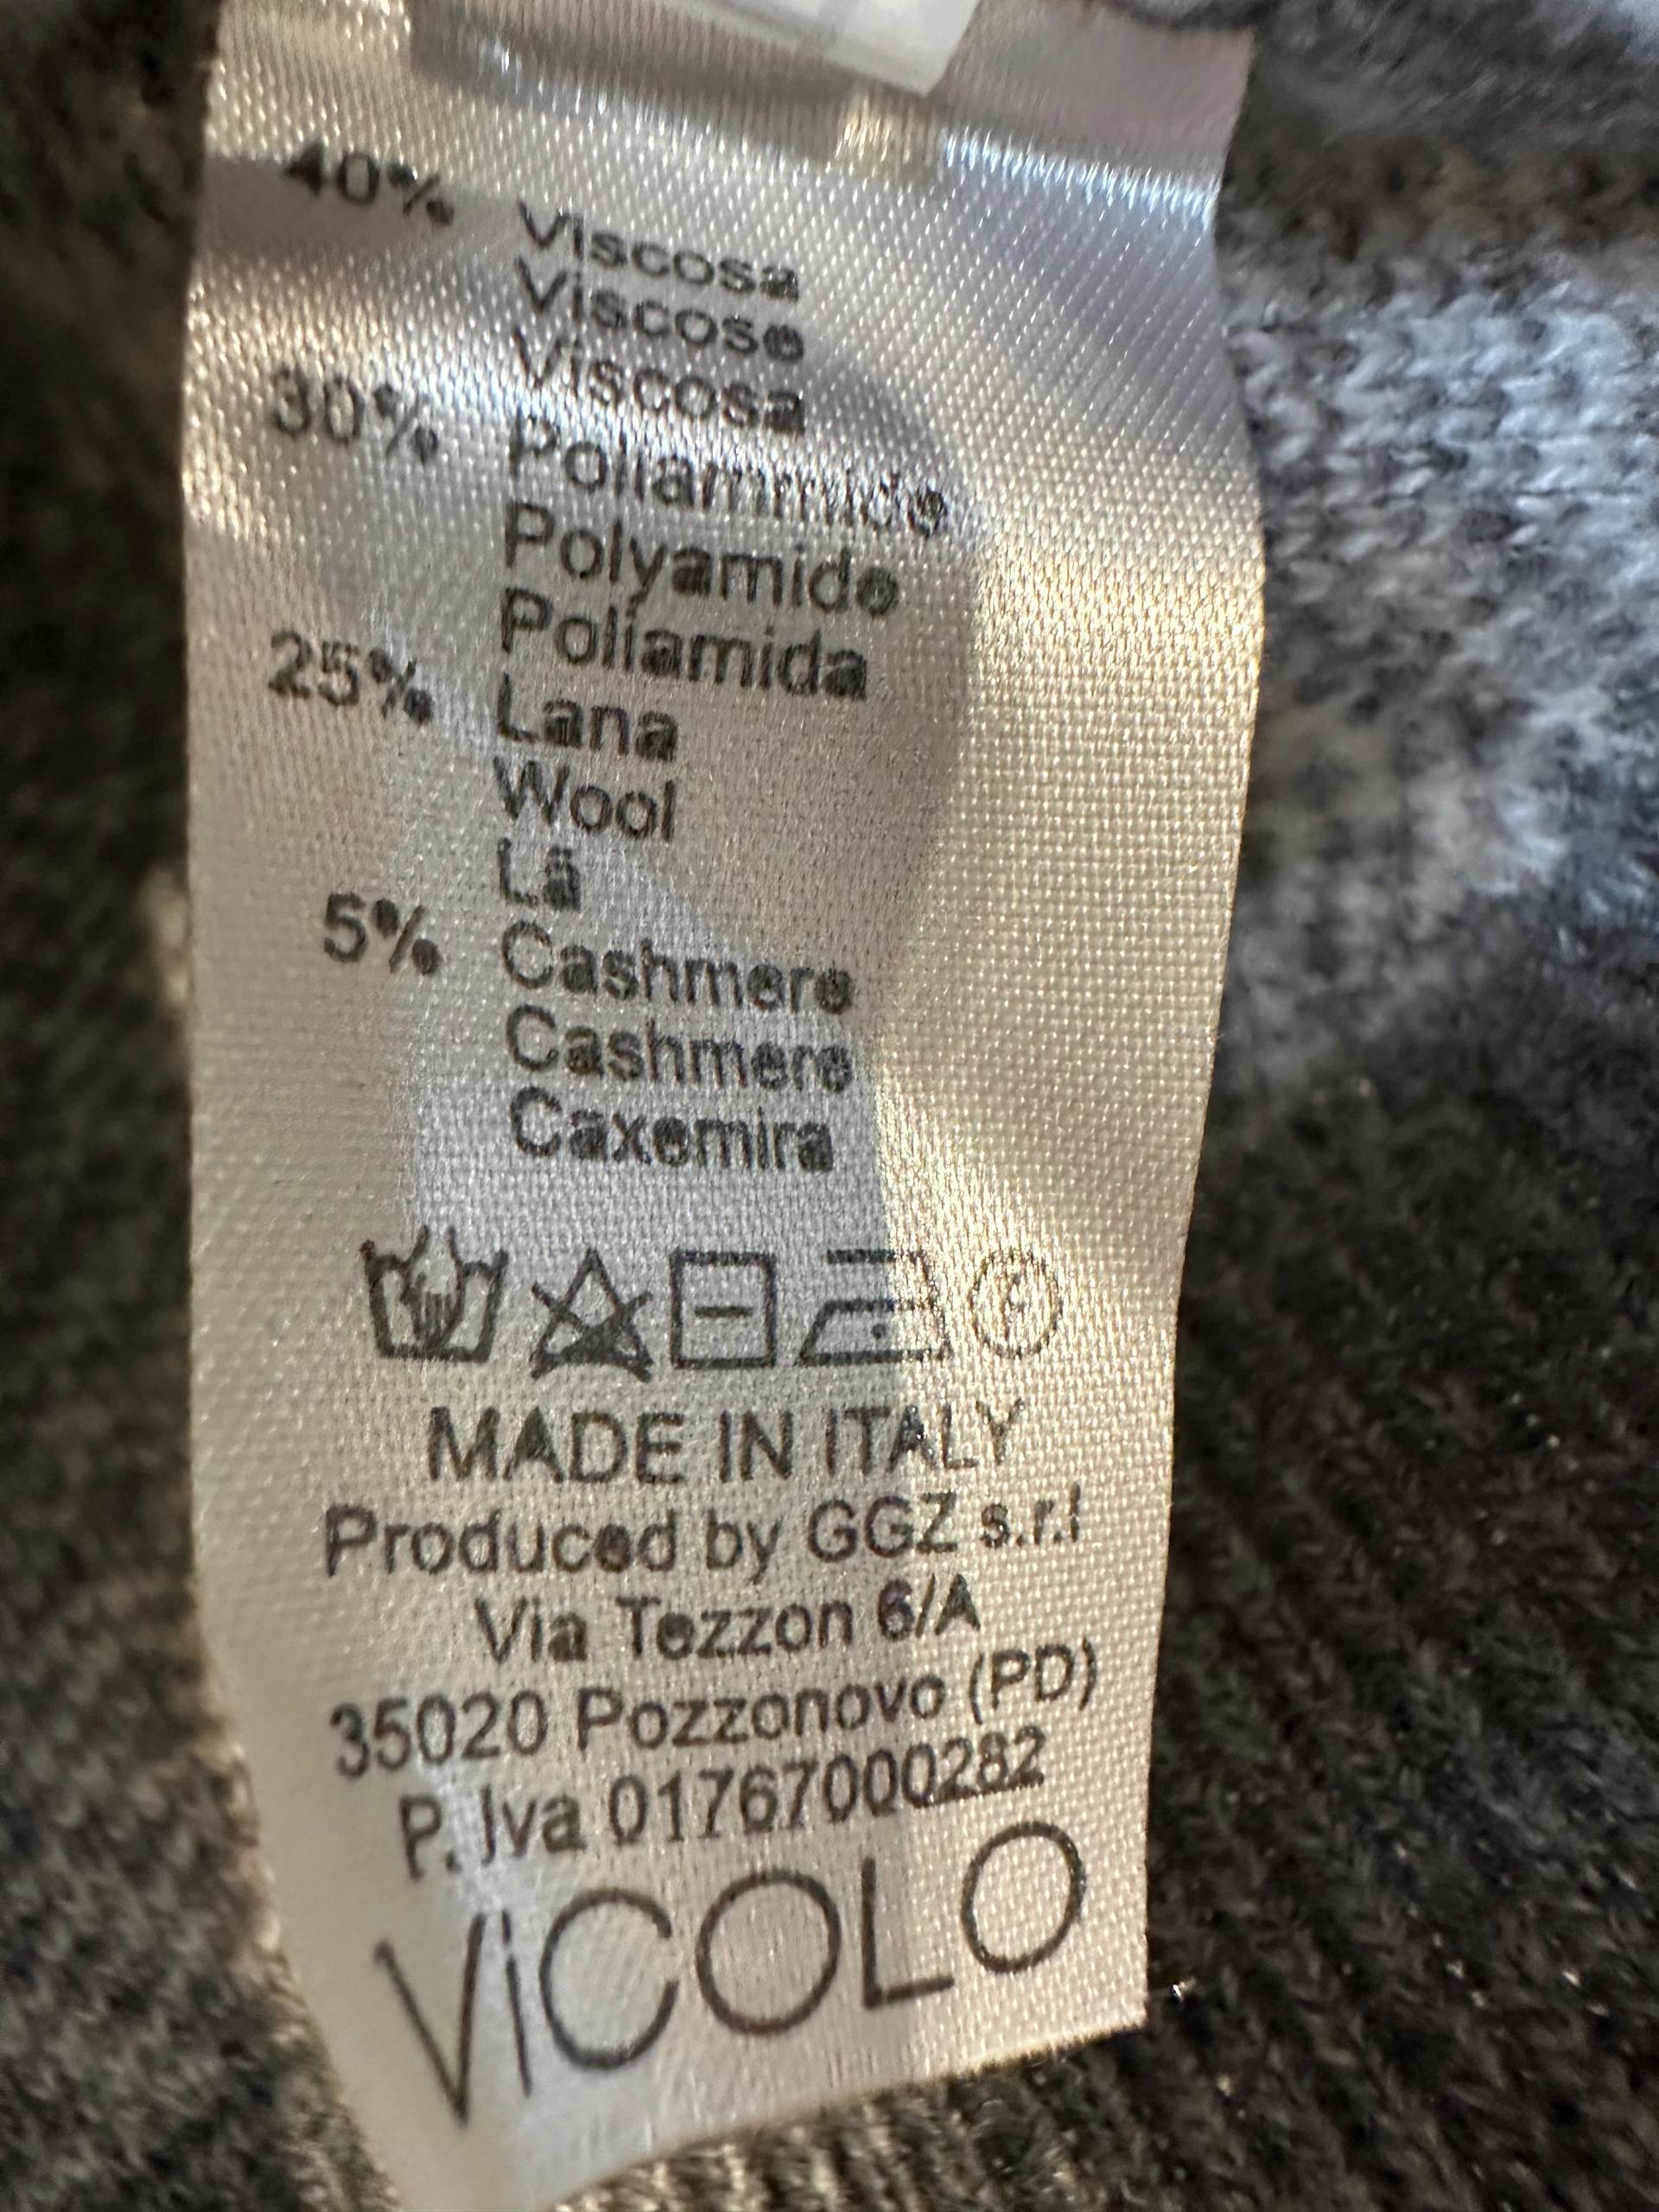 40% Viscosa
Viscose
Viscosa
30% Poliammide
Polyamide
Poliamida
25% Lana
Wool
Lã
5% Cashmere
Cashmere
Caxemira
F
MADE IN ITALY
Produced by GGZ s.r.l
Via Tezzon 6/A
35020 Pozzonovo (PD)
P. Iva 01767000282
ViCOLO